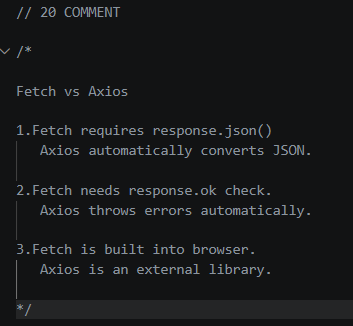 // 20 COMMENT
/*
Fetch vs Axios
1.Fetch requires response.json()
Axios automatically converts JSON.
2.Fetch needs response.ok check.
Axios throws errors automatically.
3.Fetch is built into browser.
Axios is an external library.
*/